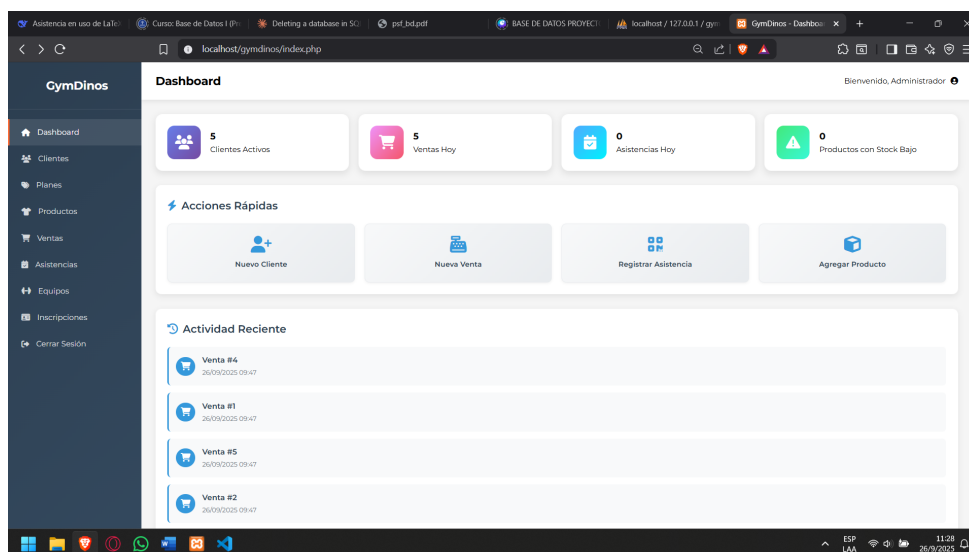 Asistencia en uso de LaTeX
Curso: Base de Datos I (Pr
Deleting a database in SQ
psf_bd.pdf
BASE DE DATOS PROYECT
localhost / 127.0.0.1 / gym
GymDinos - Dashboa
localhost/gymdinos/index.php
GymDinos
Dashboard
Bienvenido, Administrador
Dashboard
Clientes
Planes
Productos
Ventas
Asistencias
Equipos
Inscripciones
Cerrar Sesión
5
Clientes Activos
5
Ventas Hoy
0
Asistencias Hoy
0
Productos con Stock Bajo
Acciones Rápidas
Nuevo Cliente
Nueva Venta
Registrar Asistencia
Agregar Producto
Actividad Reciente
Venta #4
26/09/2025 09:47
Venta #1
26/09/2025 09:47
Venta #5
26/09/2025 09:47
Venta #2
26/09/2025 09:47
ESP
LAA
11:28
26/9/2025